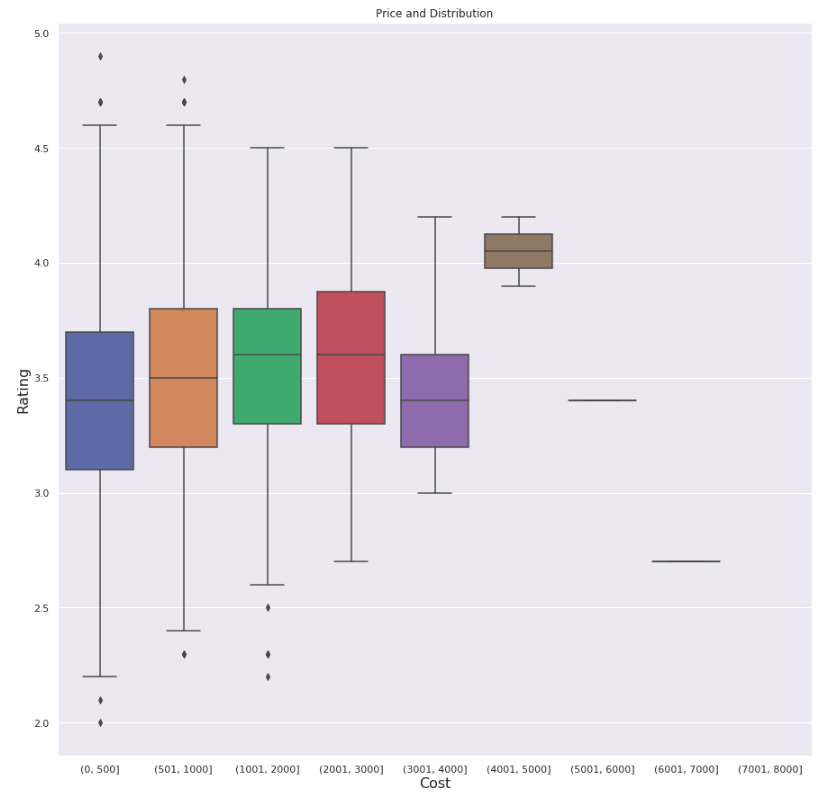 Price and Distribution
5.0
4.5
4.0
3.5
3.0
2.5
2.0
Rating
(0, 500] (501, 1000] (1001, 2000] (2001, 3000] (3001, 4000] (4001, 5000] (5001, 6000] (6001, 7000] (7001, 8000]
Cost